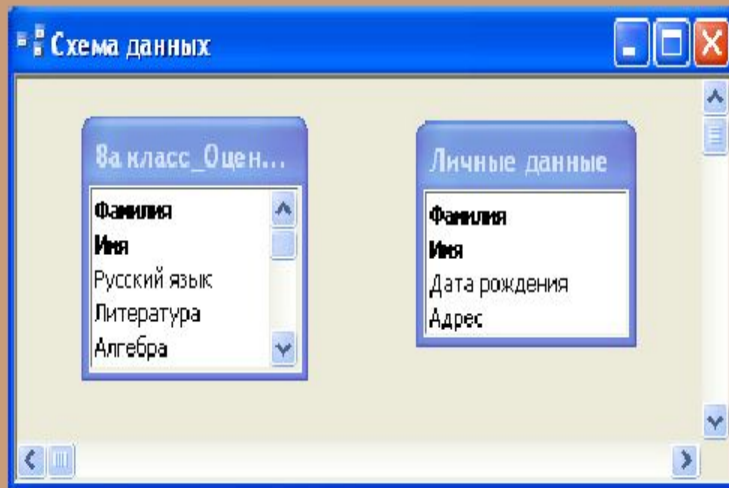 Схема данных
8а класс_Оцен...
Фамилия
Имя
Русский язык
Литература
Алгебра
Личные данные
Фамилия
Имя
Дата рождения
Адрес